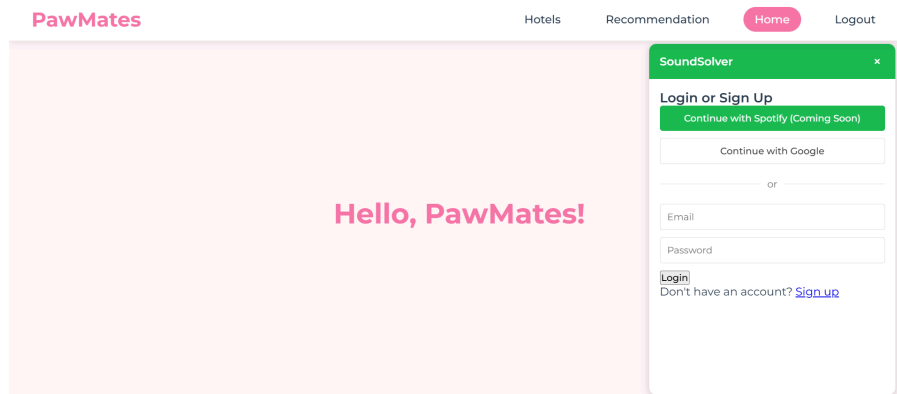 PawMates
Hotels Recommendation Home Logout
SoundSolver ×
Login or Sign Up
Continue with Spotify (Coming Soon)
Continue with Google
or
Hello, PawMates!
Email
Password
Login
Don't have an account? Sign up